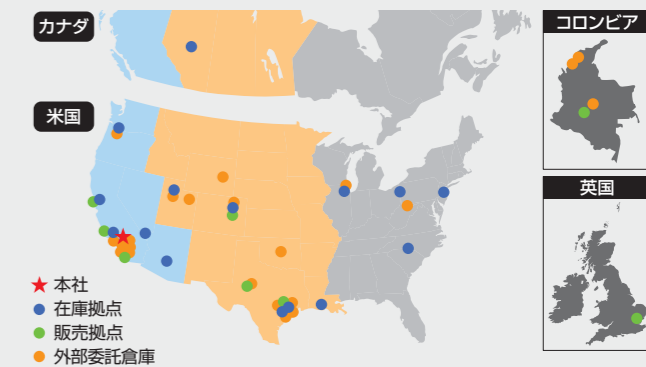 カナダ
米国
★ 本社
● 在庫拠点
● 販売拠点
● 外部委託倉庫
コロンビア
英国